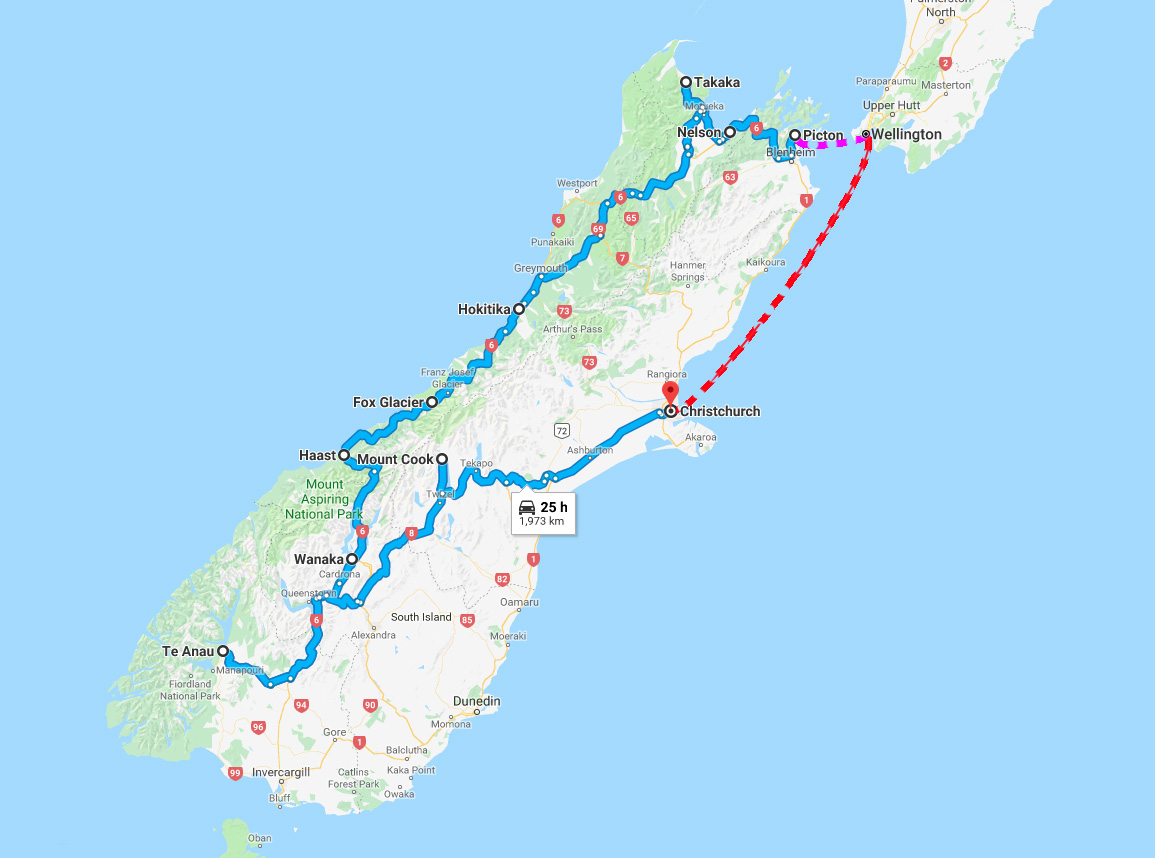 Palmerston
North
2
Paraparaumu
Masterton
Upper Hutt
Takaka
Motueka
Nelson
6
Picton
Wellington
Blenheim
63
Westport
6
1
6
65
69
Punakaiki
7
Hanmer
Springs
Kaikoura
Greymouth
Hokitika
73
Arthur's Pass
6
73
Franz Josef
Glacier
Rangiora
Fox Glacier
Christchurch
72
Akaroa
Haast
Mount Cook
Tekapo
Ashburton
Mount
Aspiring
National Park
Twizel
25 h
1,973 km
6
8
Wanaka
1
Cardrona
82
Queenstown
Oamaru
South Island
85
6
Alexandra
Moeraki
Te Anau
Manapouri
Fiordland
National Park
94
90
Dunedin
96
Momona
Gore
1
Balclutha
99
Invercargill
Catlins
Forest Park
Kaka Point
Bluff
Owaka
Oban